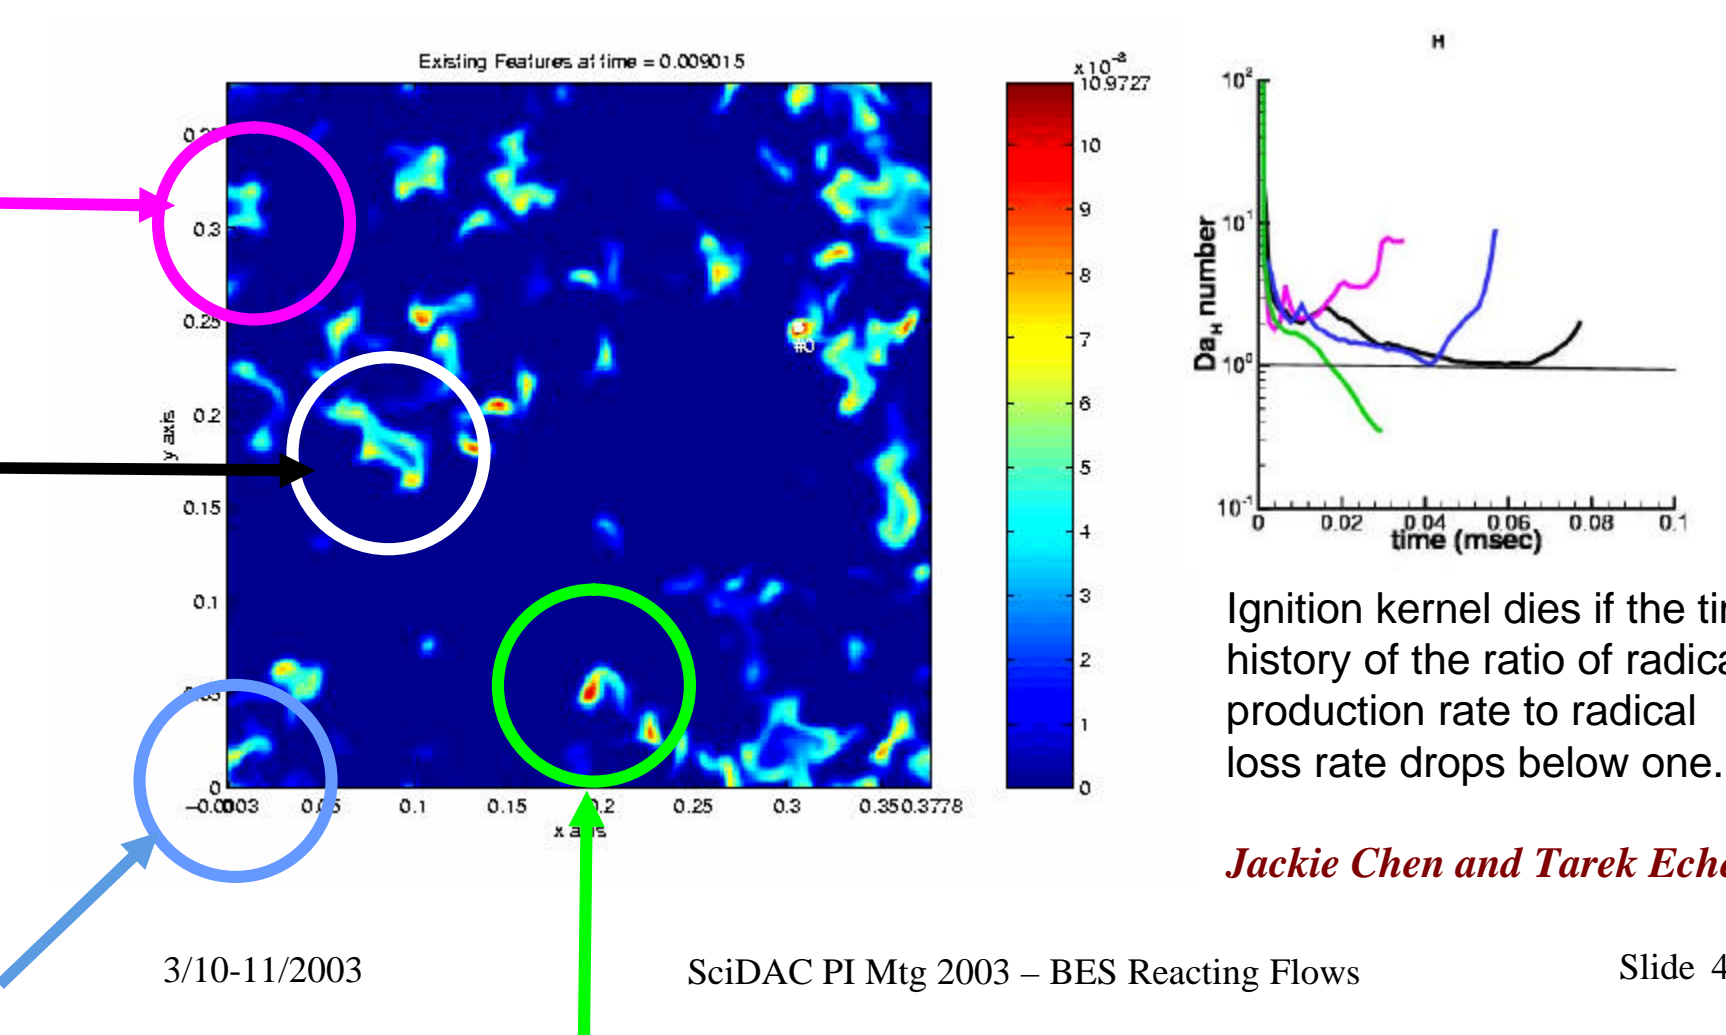 Existing Features at time = 0.009015
x 10⁻³
10.9727
10
9
8
7
6
5
4
3
2
1
0
0.3
0.25
0.2
0.15
0.1
0
y axis
0.1
0.15
0.2
0.25
0.3
0.35
0.3778
x axis
#0
H
10²
10¹
10⁰
10⁻¹
Da_H number
0
0.02
0.04
0.06
0.08
0.1
time (msec)
Ignition kernel dies if the
history of the ratio of
production rate to radical
loss rate drops below one.
Jackie Chen and Tarek
3/10-11/2003
SciDAC PI Mtg 2003 – BES Reacting Flows
Slide 4